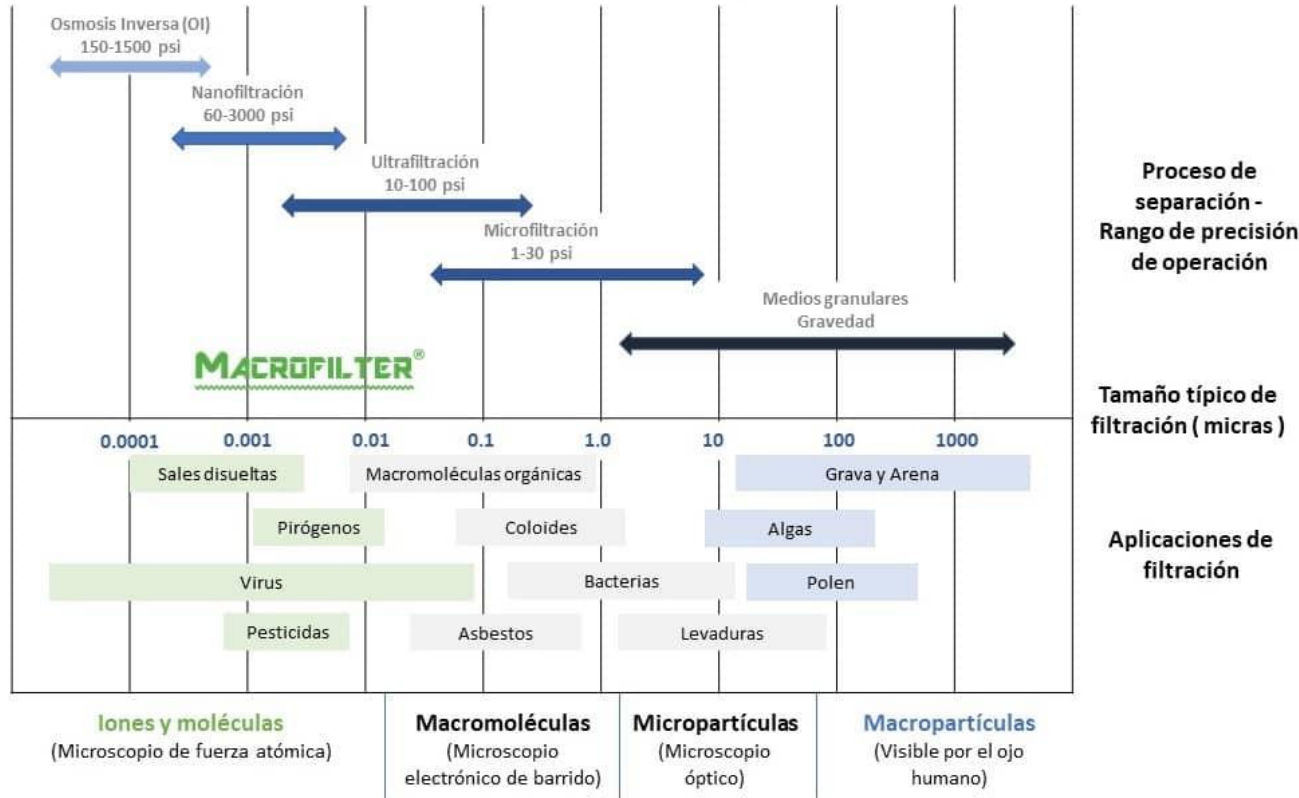 Osmosis Inversa (OI)
150-1500 psi
Nanofiltración
60-3000 psi
Ultrafiltración
10-100 psi
Microfiltración
1-30 psi
Medios granulares
Gravedad
Proceso de
separación -
Rango de precisión
de operación
MACROFILTER®
Tamaño típico de
filtración ( micras )
0.0001 0.001 0.01 0.1 1.0 10 100 1000
Sales disueltas Macromoléculas orgánicas Grava y Arena
Pirógenos Coloides Algas
Virus Bacterias Polen
Pesticidas Asbestos Levaduras
Aplicaciones de
filtración
Iones y moléculas
(Microscopio de fuerza atómica)
Macromoléculas
(Microscopio
electrónico de barrido)
Micropartículas
(Microscopio
óptico)
Macropartículas
(Visible por el ojo
humano)